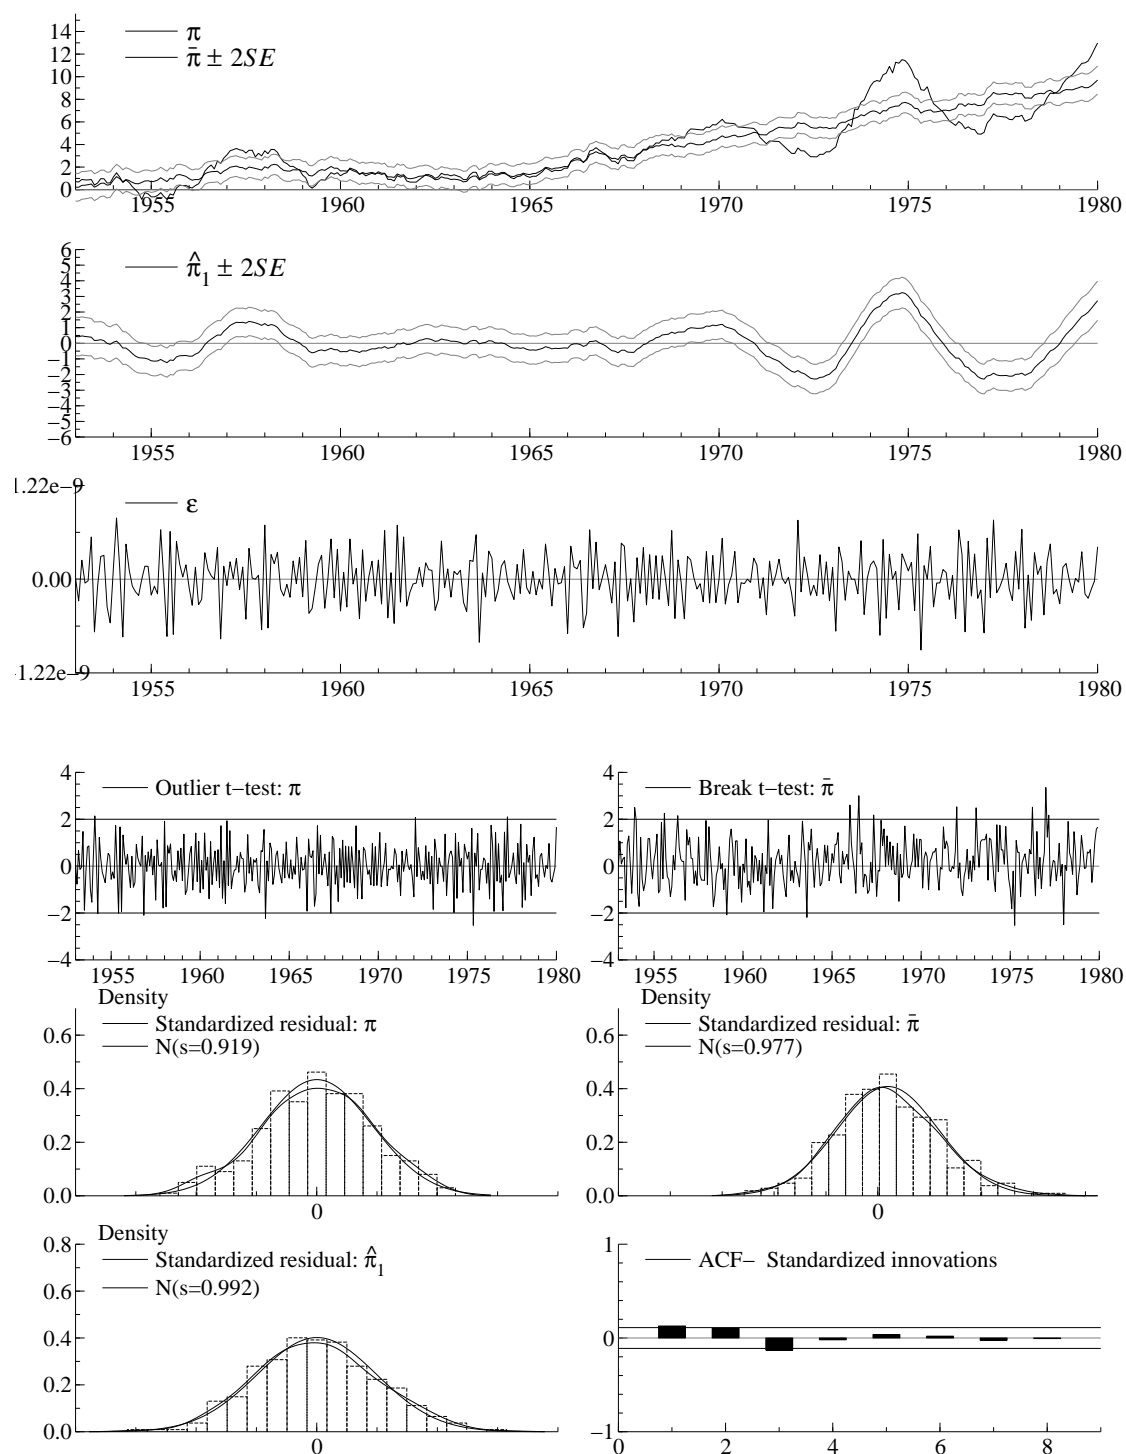 14
12
10
8
6
4
2
0
π
π̄ ± 2SE
1955 1960 1965 1970 1975 1980
6
5
4
3
2
1
0
−1
−2
−3
−4
−5
−6
π̂1 ± 2SE
1955 1960 1965 1970 1975 1980
1.22e−9
0.00
1.22e−9
ε
1955 1960 1965 1970 1975 1980
4
2
0
−2
−4
Outlier t−test: π
1955 1960 1965 1970 1975 1980
4
2
0
−2
−4
Break t−test: π̄
1955 1960 1965 1970 1975 1980
Density
0.6
0.4
0.2
0.0
Standardized residual: π
N(s=0.919)
0
Density
0.6
0.4
0.2
0.0
Standardized residual: π̄
N(s=0.977)
0
Density
0.8
0.6
0.4
0.2
0.0
Standardized residual: π̂1
N(s=0.992)
0
1
0
−1
ACF− Standardized innovations
0 2 4 6 8